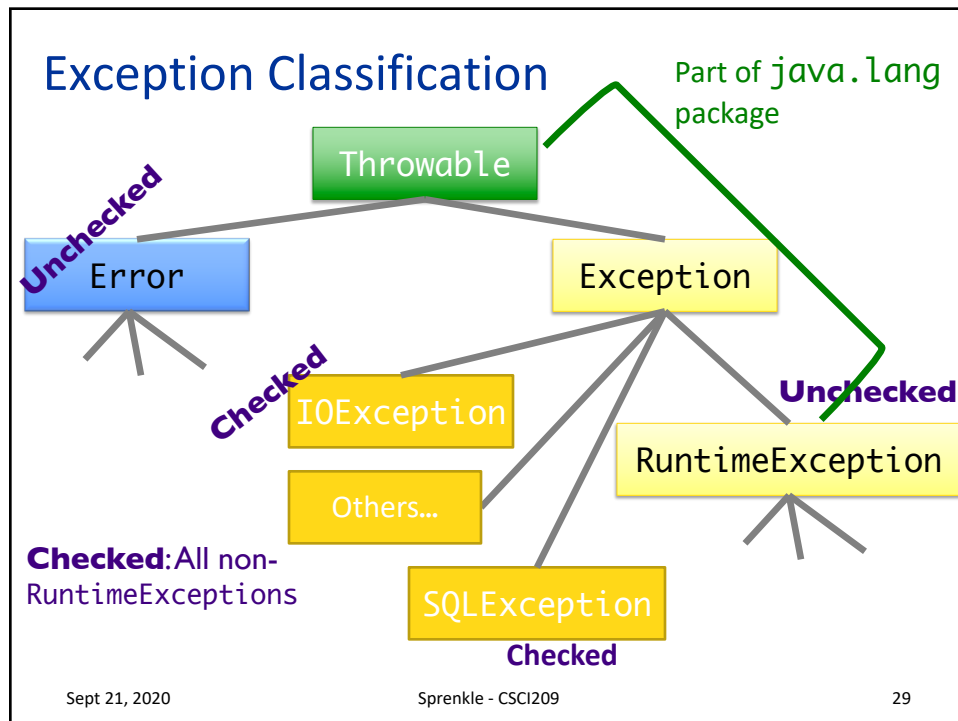 Exception Classification
Part of java.lang
package
Throwable
Unchecked
Error
Exception
Checked
IOException
Unchecked
RuntimeException
Others...
Checked: All non-
RuntimeExceptions
SQLException
Checked
Sept 21, 2020
Sprenkle - CSCI209
29